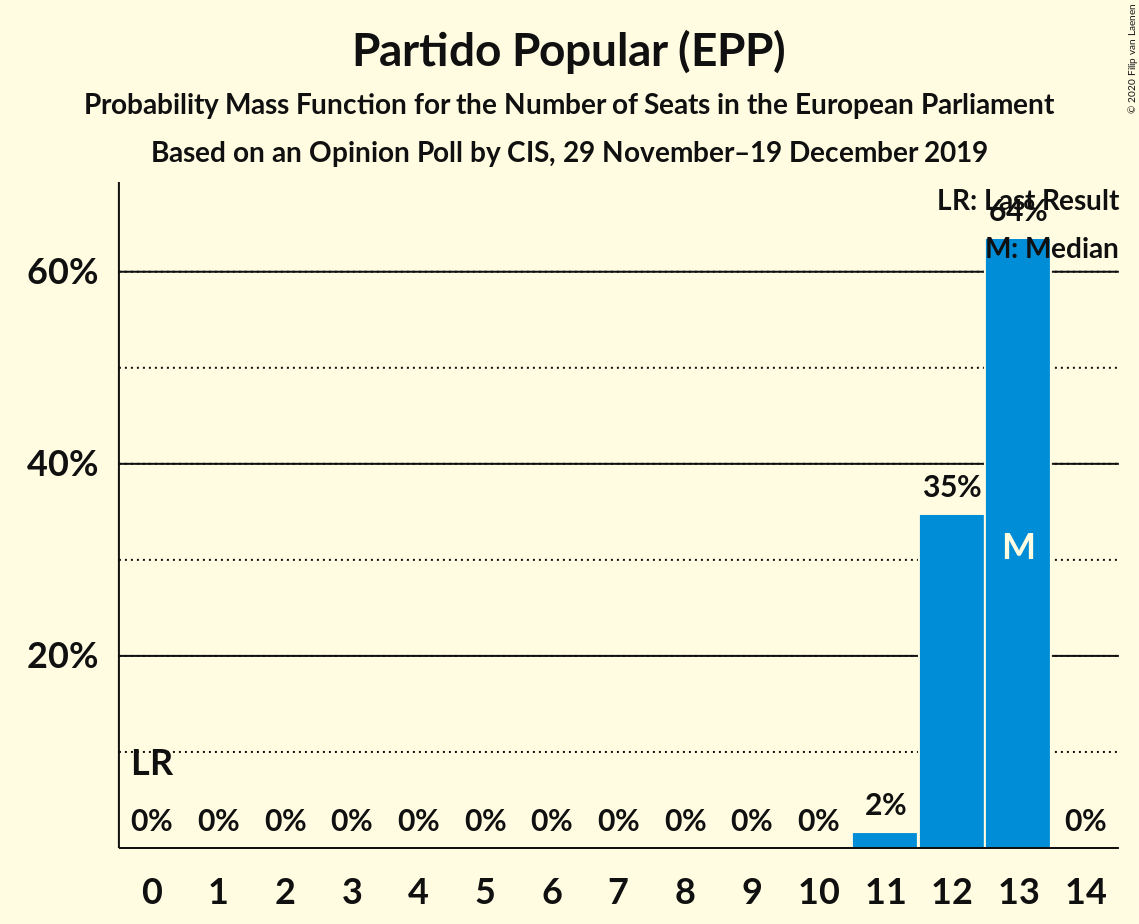 Partido Popular (EPP)
Probability Mass Function for the Number of Seats in the European Parliament
Based on an Opinion Poll by CIS, 29 November–19 December 2019
© 2020 Filip van Laenen
LR: Last Result
64%
M: Median
60%
40%
35%
M
20%
LR
0% 0% 0% 0% 0% 0% 0% 0% 0% 0% 0% 2% 0%
0 1 2 3 4 5 6 7 8 9 10 11 12 13 14